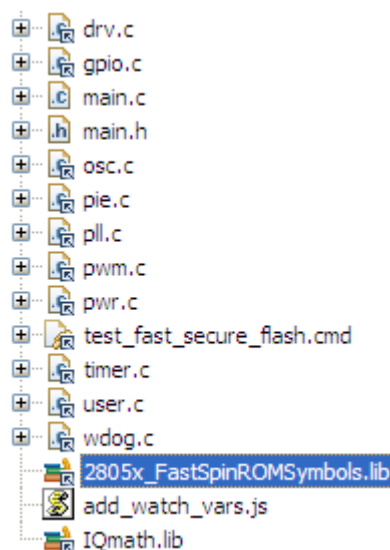 drv.c
gpio.c
main.c
main.h
osc.c
pie.c
pll.c
pwm.c
pwr.c
test_fast_secure_flash.cmd
timer.c
user.c
wdog.c
2805x_FastSpinROMSymbols.lib
add_watch_vars.js
IQmath.lib